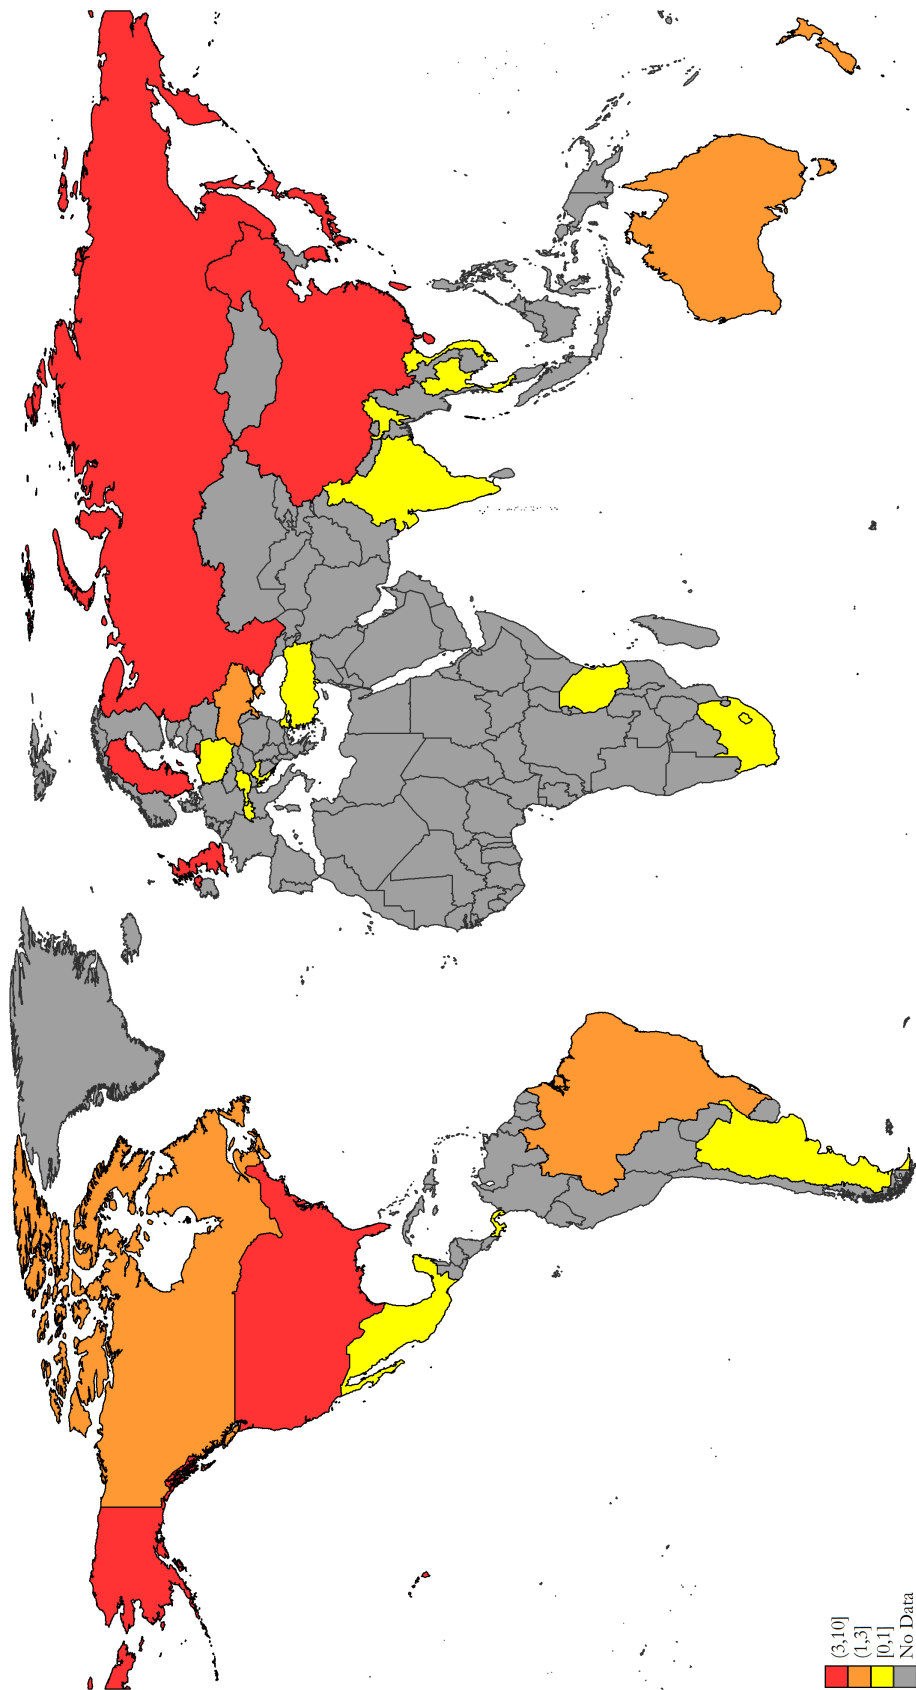 (3,10]
(1,3]
[0,1]
No Data